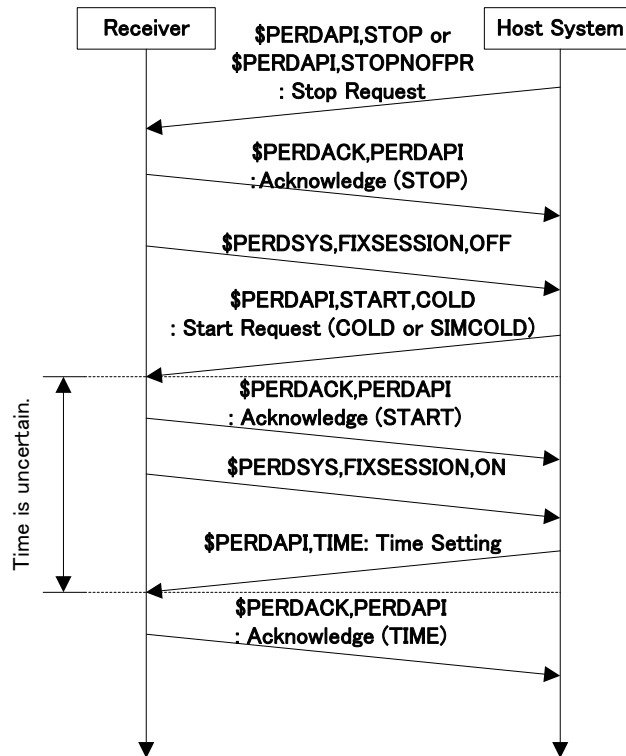 Receiver
Host System
$PERDAPI,STOP or
$PERDAPI,STOPNOFPR
: Stop Request
$PERDACK,PERDAPI
: Acknowledge (STOP)
$PERDSYS,FIXSESSION,OFF
$PERDAPI,START,COLD
: Start Request (COLD or SIMCOLD)
Time is uncertain.
$PERDACK,PERDAPI
: Acknowledge (START)
$PERDSYS,FIXSESSION,ON
$PERDAPI,TIME: Time Setting
$PERDACK,PERDAPI
: Acknowledge (TIME)